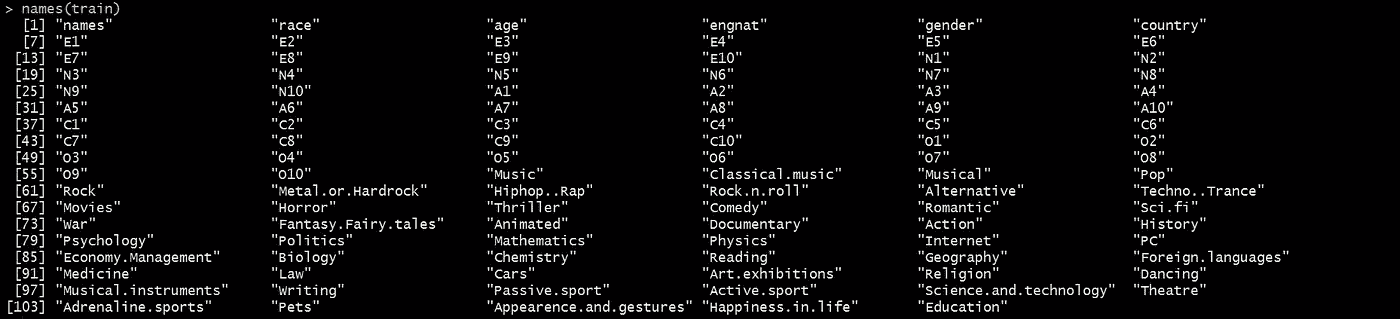 > names(train)
[1] "names" "race" "age" "engnat" "gender" "country"
[7] "E1" "E2" "E3" "E4" "E5" "E6"
[13] "E7" "E8" "E9" "E10" "N1" "N2"
[19] "N3" "N4" "N5" "N6" "N7" "N8"
[25] "N9" "N10" "A1" "A2" "A3" "A4"
[31] "A5" "A6" "A7" "A8" "A9" "A10"
[37] "C1" "C2" "C3" "C4" "C5" "C6"
[43] "C7" "C8" "C9" "C10" "O1" "O2"
[49] "O3" "O4" "O5" "O6" "O7" "O8"
[55] "O9" "O10" "Music" "Classical.music" "Musical" "Pop"
[61] "Rock" "Metal.or.Hardrock" "Hiphop..Rap" "Rock.n.roll" "Alternative" "Techno..Trance"
[67] "Movies" "Horror" "Thriller" "Comedy" "Romantic" "Sci.fi"
[73] "War" "Fantasy.Fairy.tales" "Animated" "Documentary" "Action" "History"
[79] "Psychology" "Politics" "Mathematics" "Physics" "Internet" "PC"
[85] "Economy.Management" "Biology" "Chemistry" "Reading" "Geography" "Foreign.languages"
[91] "Medicine" "Law" "Cars" "Art.exhibitions" "Religion" "Dancing"
[97] "Musical.instruments" "Writing" "Passive.sport" "Active.sport" "Science.and.technology" "Theatre"
[103] "Adrenaline.sports" "Pets" "Appearence.and.gestures" "Happiness.in.life" "Education"